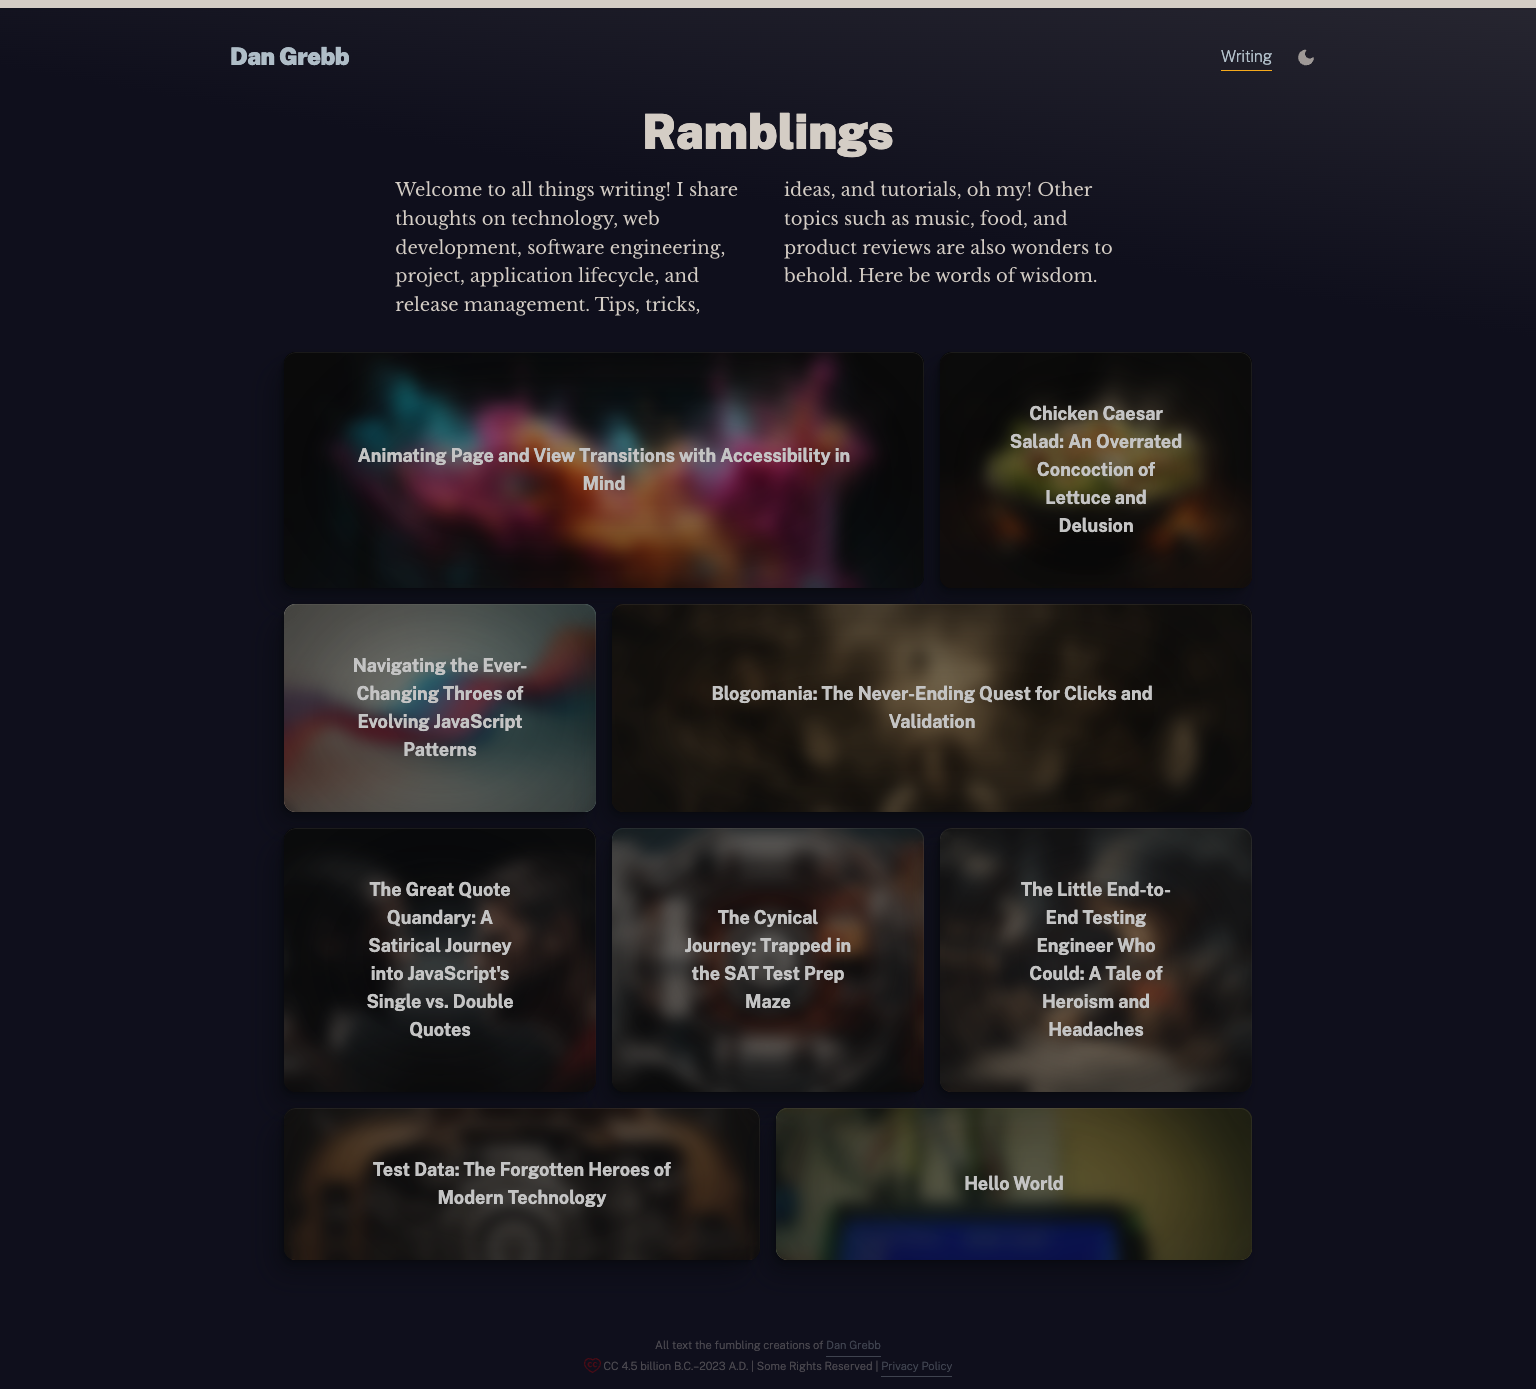 Dan Grebb
Writing
Ramblings
Welcome to all things writing! I share
thoughts on technology, web
development, software engineering,
project, application lifecycle, and
release management. Tips, tricks,
ideas, and tutorials, oh my! Other
topics such as music, food, and
product reviews are also wonders to
behold. Here be words of wisdom.
Animating Page and View Transitions with Accessibility in
Mind
Chicken Caesar
Salad: An Overrated
Concoction of
Lettuce and
Delusion
Navigating the Ever-
Changing Throes of
Evolving JavaScript
Patterns
Blogomania: The Never-Ending Quest for Clicks and
Validation
The Great Quote
Quandary: A
Satirical Journey
into JavaScript's
Single vs. Double
Quotes
The Cynical
Journey: Trapped in
the SAT Test Prep
Maze
The Little End-to-
End Testing
Engineer Who
Could: A Tale of
Heroism and
Headaches
Test Data: The Forgotten Heroes of
Modern Technology
Hello World
All text the fumbling creations of Dan Grebb
CC 4.5 billion B.C.–2023 A.D. | Some Rights Reserved | Privacy Policy